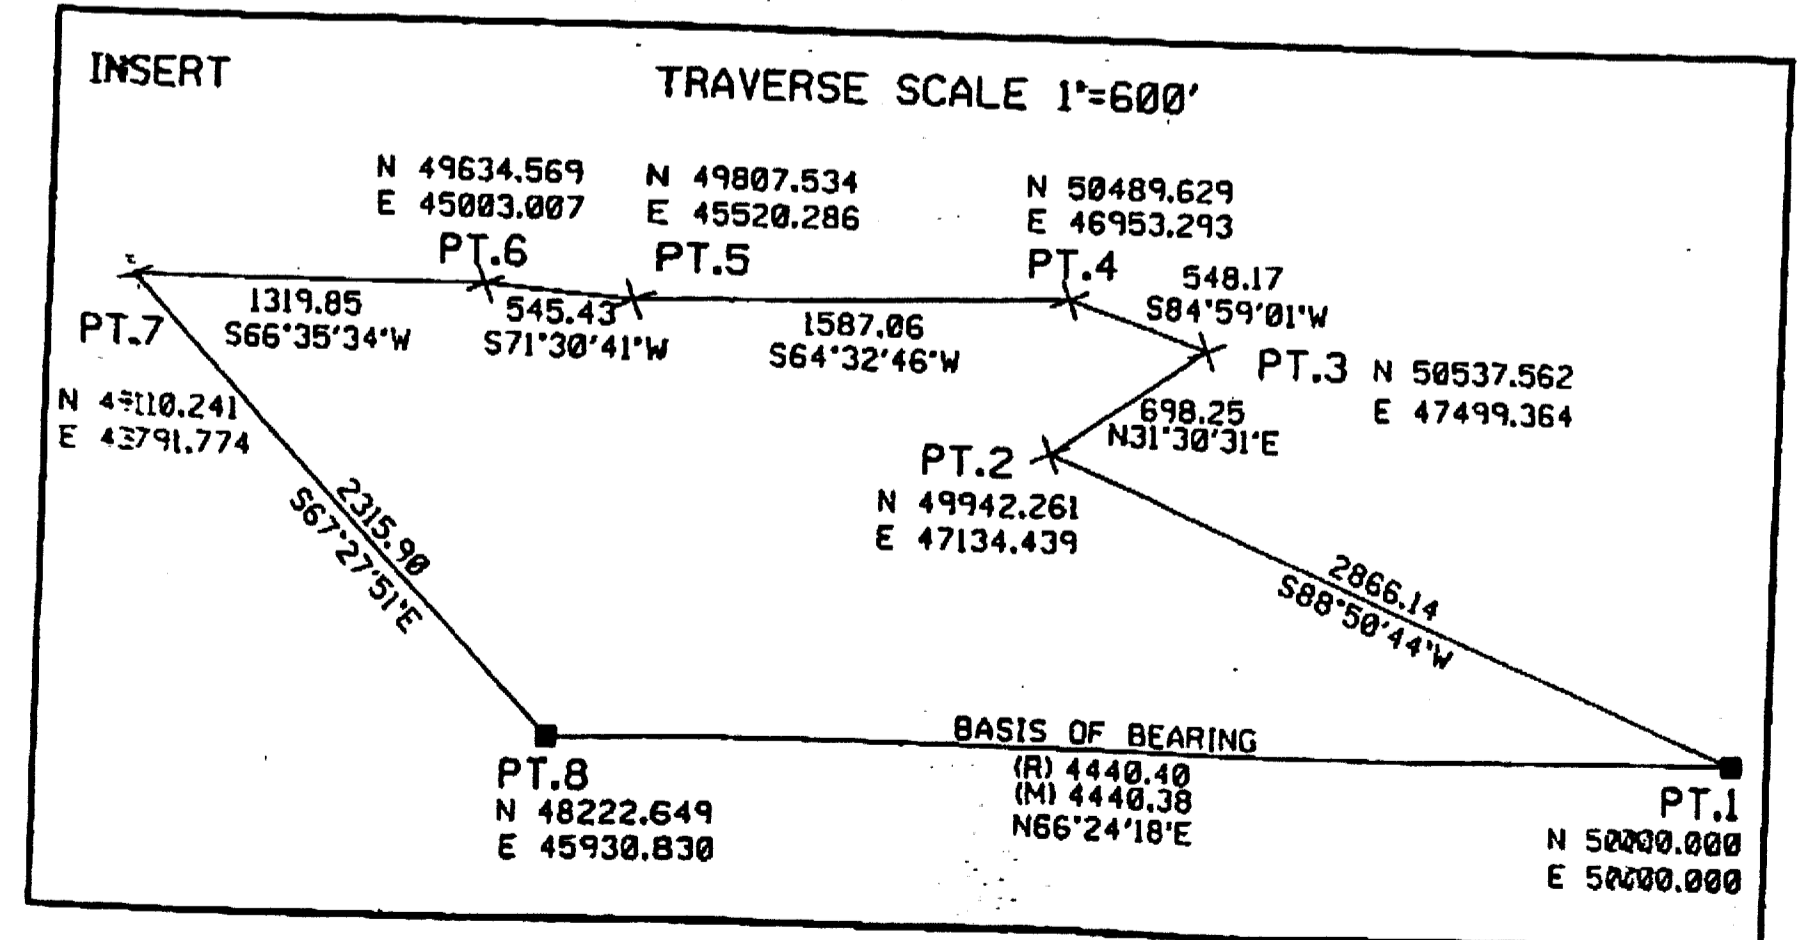 INSERT
TRAVERSE SCALE 1"=600'
N 49634.569
E 45003.007
PT.6
N 49807.534
E 45520.286
PT.5
N 50489.629
E 46953.293
PT.4
548.17
S84°59'01"W
1319.85
S66°35'34"W
PT.7
545.43
S71°30'41"W
1587.06
S64°32'46"W
PT.3
N 50537.562
E 47499.364
N 49110.241
E 43791.774
698.25
N31°30'31"E
PT.2
N 49942.261
E 47134.439
2315.90
S67°27'51"E
2866.14
S88°50'44"W
BASIS OF BEARING
(R) 4440.40
(M) 4440.38
N66°24'18"E
PT.8
N 48222.649
E 45930.830
PT.1
N 50000.000
E 50000.000